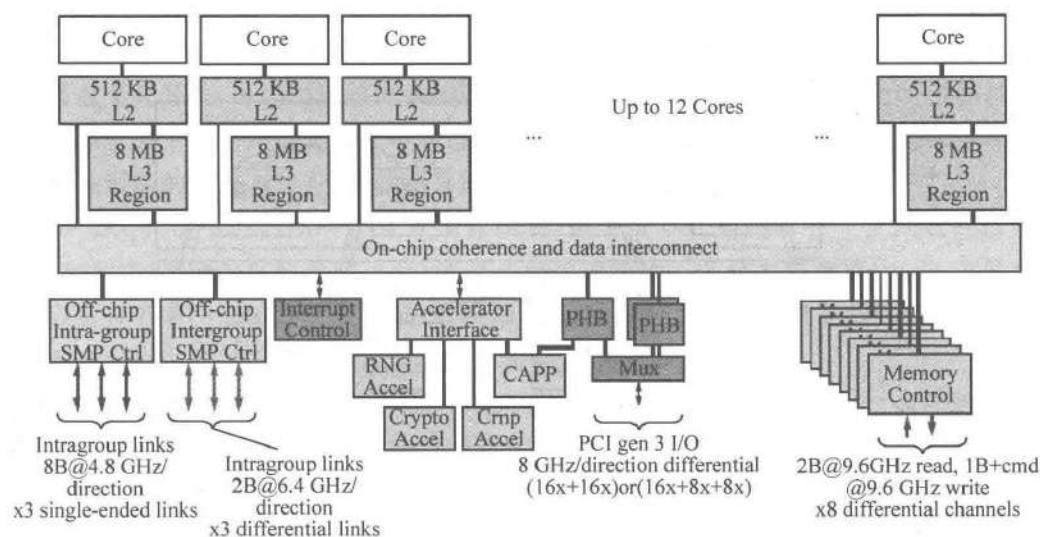 Core
Core
Core
Core
512 KB
L2
512 KB
L2
512 KB
L2
512 KB
L2
Up to 12 Cores
...
...
8 MB
L3
Region
8 MB
L3
Region
8 MB
L3
Region
8 MB
L3
Region
On-chip coherence and data interconnect
Off-chip
Intra-group
SMP Ctrl
Off-chip
Intergroup
SMP Ctrl
Interrupt
Control
Accelerator
Interface
PHB
PHB
RNG
Accel
CAPP
Mux
Crypto
Accel
Cmp Accel
Memory
Control
Intragroup links
8B@4.8 GHz/
direction
x3 single-ended links
Intragroup links
2B@6.4 GHz/
direction
x3 differential links
PCI gen 3 I/O
8 GHz/direction differential
(16x+16x)or(16x+8x+8x)
2B@9.6GHz read, 1B+cmd
@9.6 GHz write
x8 differential channels